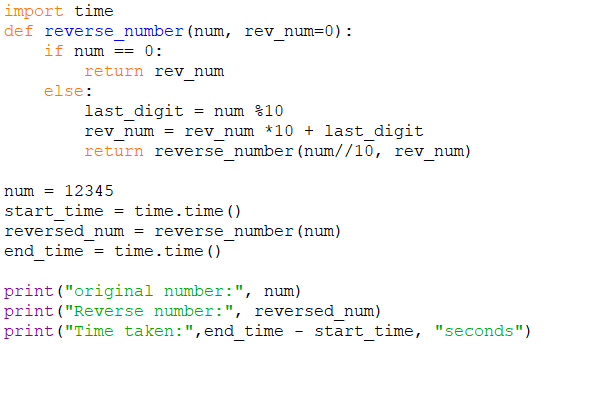 import time
def reverse_number(num, rev_num=0):
    if num == 0:
        return rev_num
    else:
        last_digit = num %10
        rev_num = rev_num *10 + last_digit
        return reverse_number(num//10, rev_num)

num = 12345
start_time = time.time()
reversed_num = reverse_number(num)
end_time = time.time()

print("original number:", num)
print("Reverse number:", reversed_num)
print("Time taken:",end_time - start_time, "seconds")